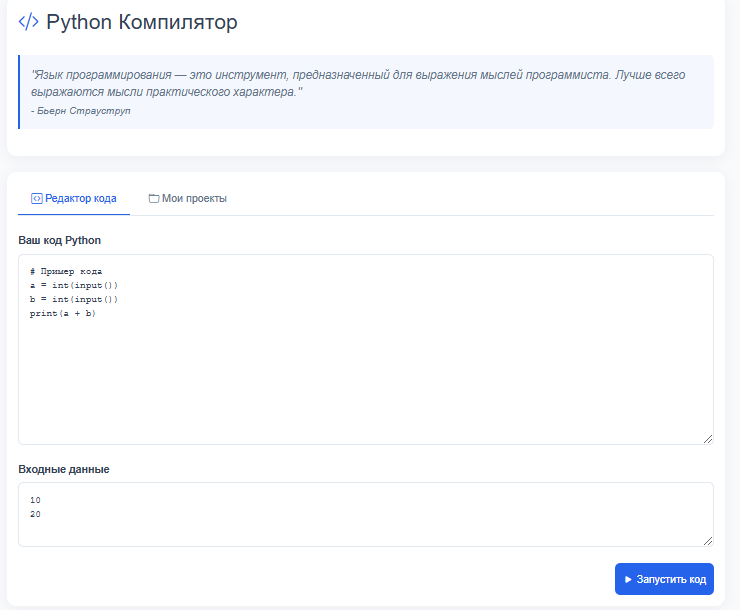 </> Python Компилятор
"Язык программирования — это инструмент, предназначенный для выражения мыслей программиста. Лучше всего
выражаются мысли практического характера."
- Бьерн Страуструп
Редактор кода
Мои проекты
Ваш код Python
# Пример кода
a = int(input())
b = int(input())
print(a + b)
Входные данные
10
20
Запустить код